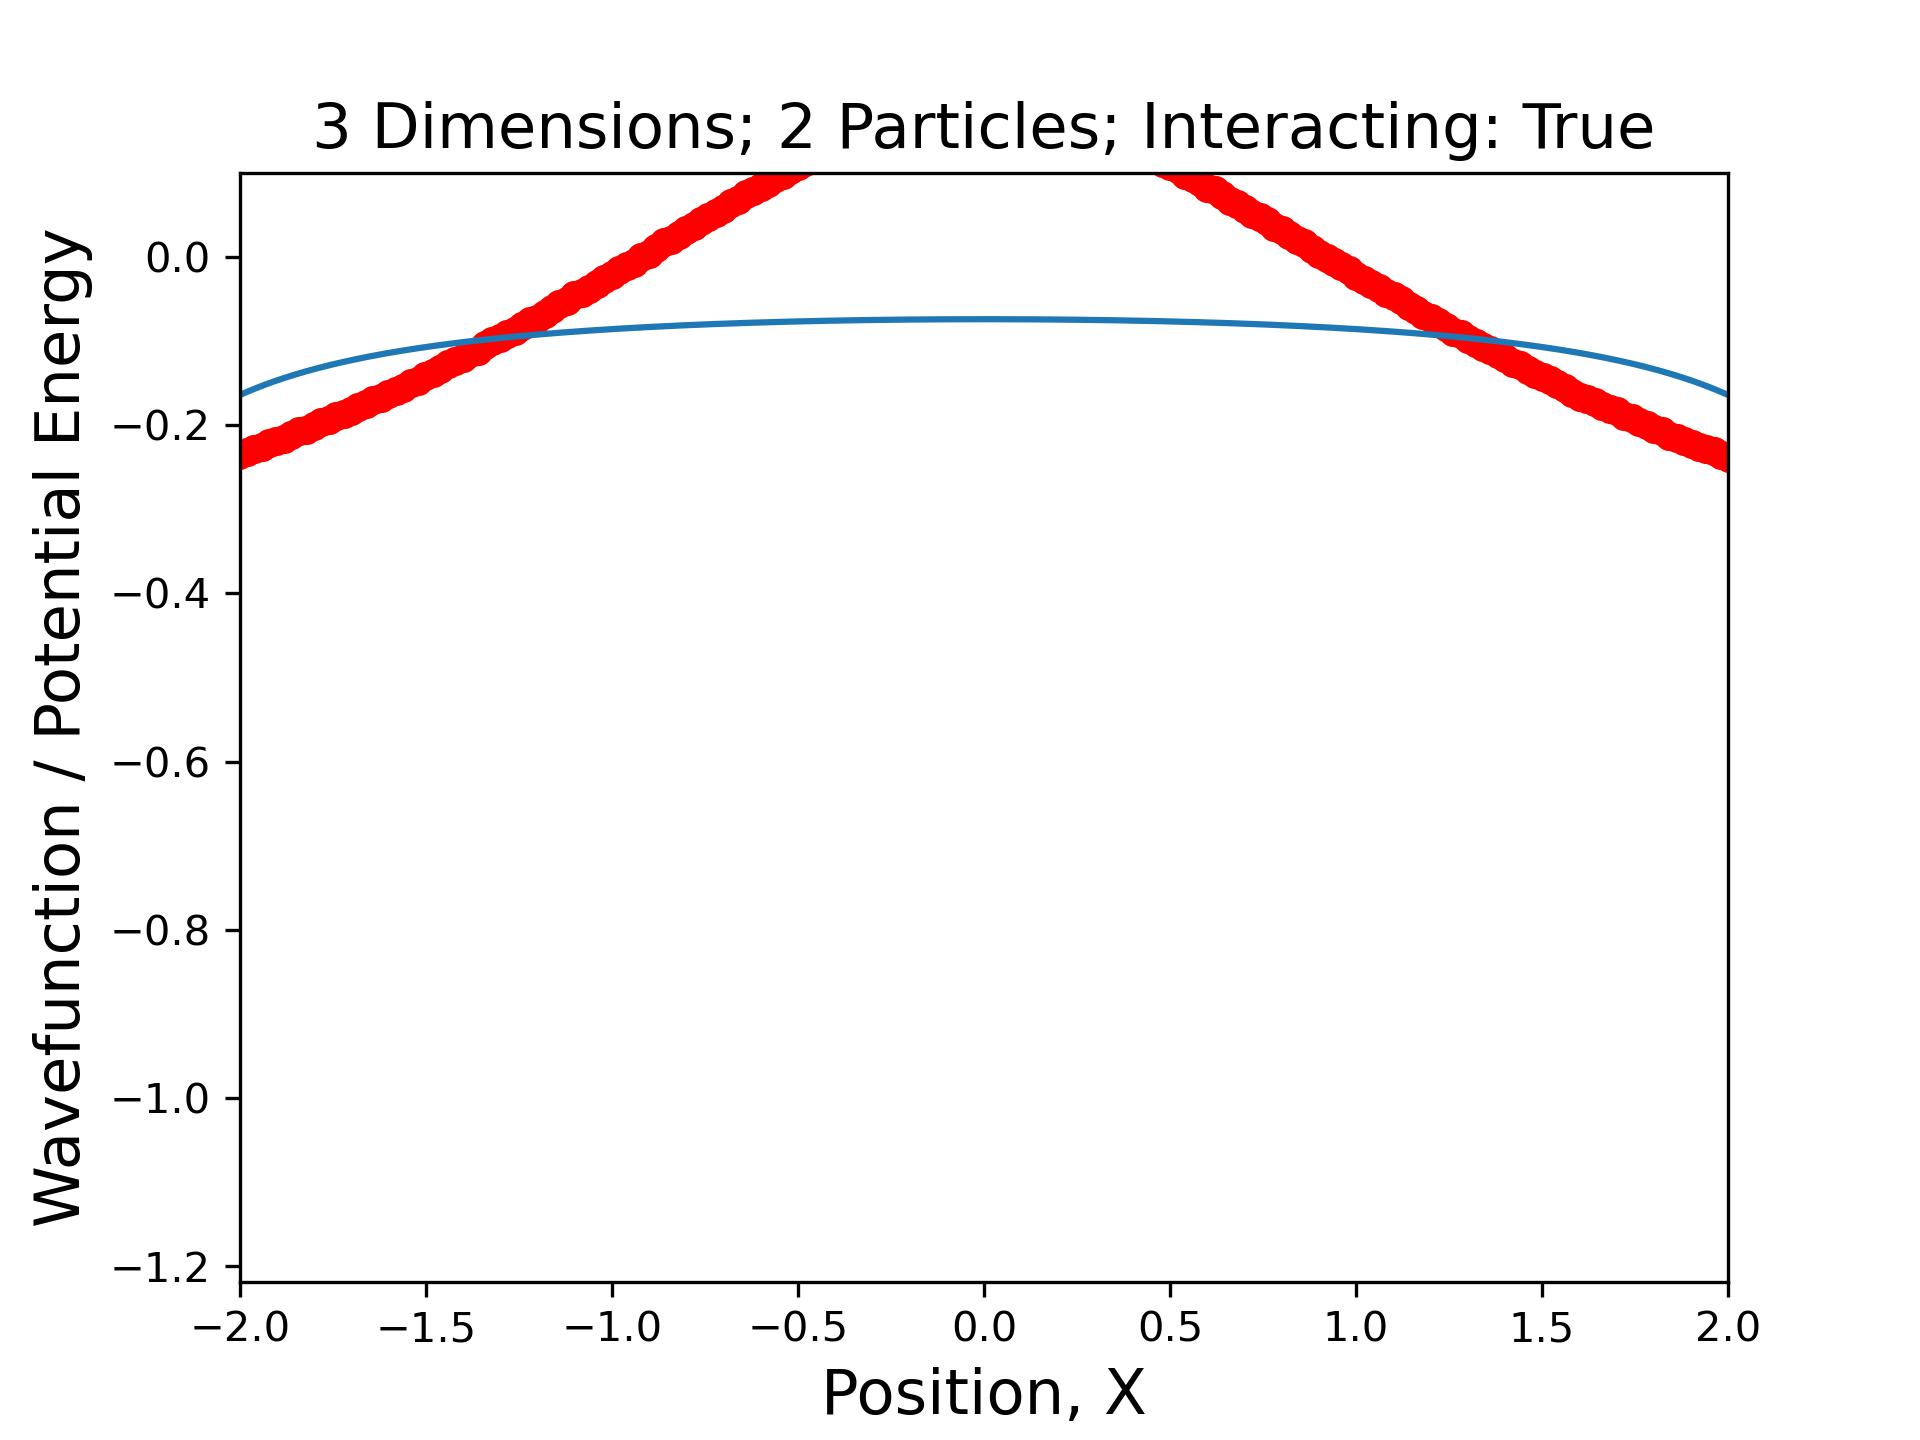 3 Dimensions; 2 Particles; Interacting: True
Wavefunction / Potential Energy
0.0
−0.2
−0.4
−0.6
−0.8
−1.0
−1.2
−2.0 −1.5 −1.0 −0.5 0.0 0.5 1.0 1.5 2.0
Position, X